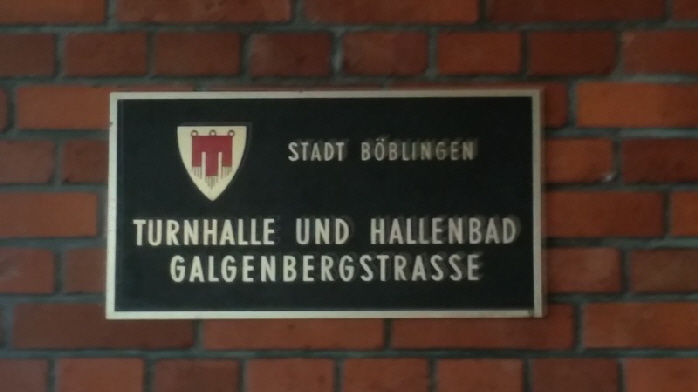 STADT BÖBLINGEN
TURNHALLE UND HALLENBAD
GALGENBERGSTRASSE